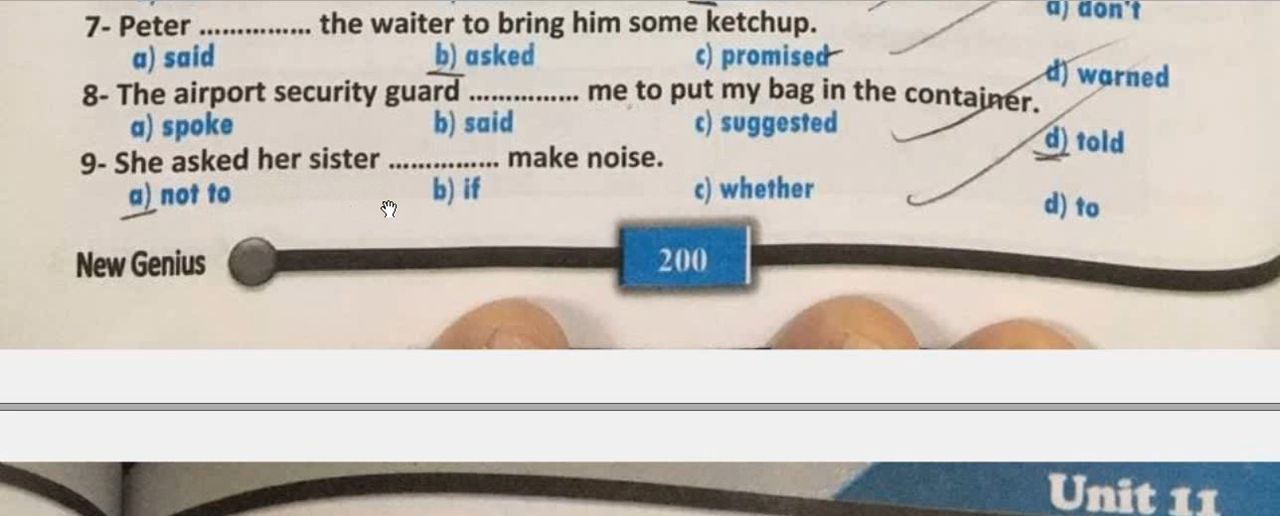 d) don't
7- Peter ............... the waiter to bring him some ketchup.
a) said b) asked c) promised d) warned
8- The airport security guard ............... me to put my bag in the container.
a) spoke b) said c) suggested d) told
9- She asked her sister ............... make noise.
a) not to b) if c) whether d) to
New Genius 200
Unit 11